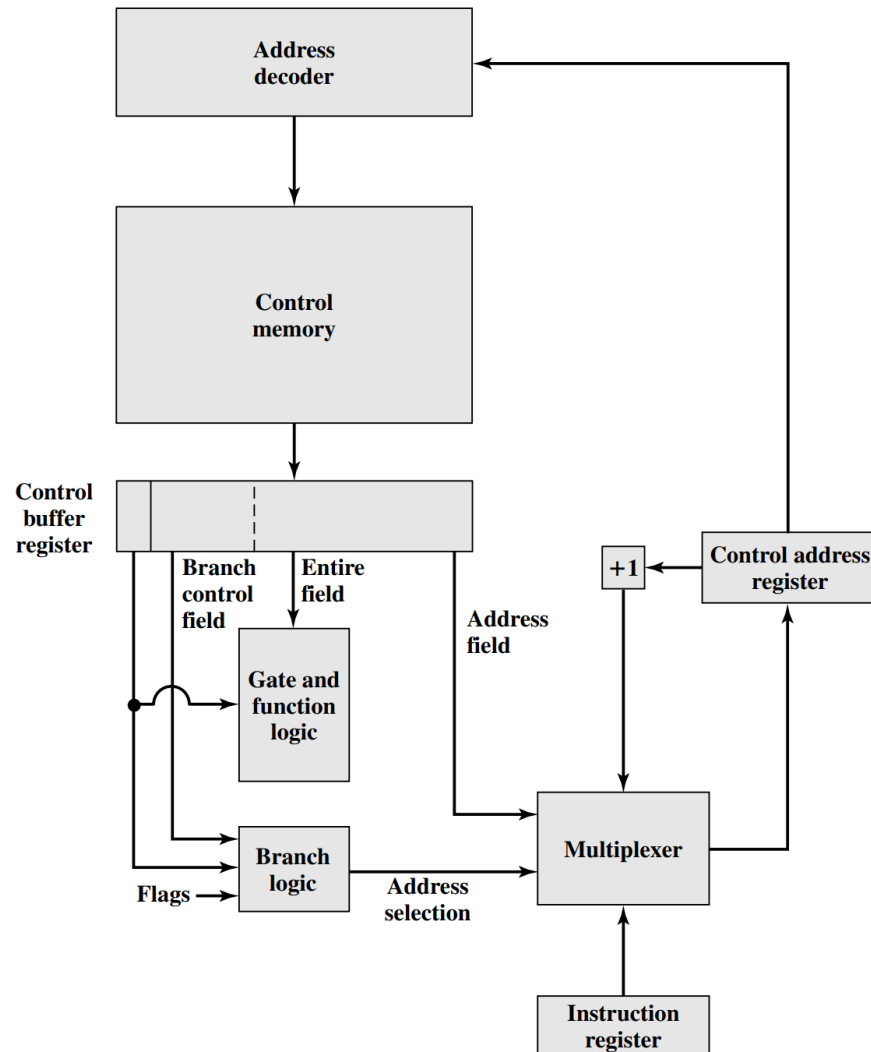 Address
decoder
Control
memory
Control
buffer
register
Branch
control
field
Entire
field
Address
field
+1
Control address
register
Gate and
function
logic
Branch
logic
Flags
Address
selection
Multiplexer
Instruction
register